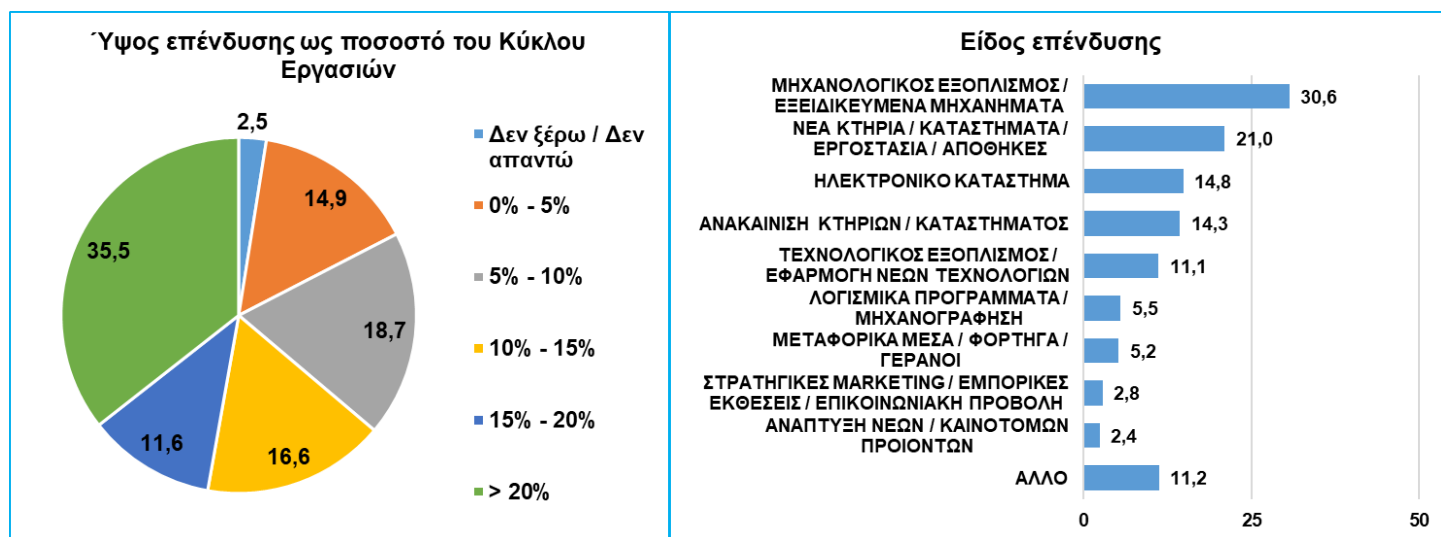 Ύψος επένδυσης ως ποσοστό του Κύκλου
Εργασιών
2,5
14,9
18,7
16,6
11,6
35,5
Δεν ξέρω / Δεν
απαντώ
0% - 5%
5% - 10%
10% - 15%
15% - 20%
> 20%
Είδος επένδυσης
ΜΗΧΑΝΟΛΟΓΙΚΟΣ ΕΞΟΠΛΙΣΜΟΣ /
ΕΞΕΙΔΙΚΕΥΜΕΝΑ ΜΗΧΑΝΗΜΑΤΑ
30,6
ΝΕΑ ΚΤΗΡΙΑ / ΚΑΤΑΣΤΗΜΑΤΑ /
ΕΡΓΟΣΤΑΣΙΑ / ΑΠΟΘΗΚΕΣ
21,0
ΗΛΕΚΤΡΟΝΙΚΟ ΚΑΤΑΣΤΗΜΑ
14,8
ΑΝΑΚΑΙΝΙΣΗ ΚΤΗΡΙΩΝ / ΚΑΤΑΣΤΗΜΑΤΟΣ
14,3
ΤΕΧΝΟΛΟΓΙΚΟΣ ΕΞΟΠΛΙΣΜΟΣ /
ΕΦΑΡΜΟΓΗ ΝΕΩΝ ΤΕΧΝΟΛΟΓΙΩΝ
11,1
ΛΟΓΙΣΜΙΚΑ ΠΡΟΓΡΑΜΜΑΤΑ /
ΜΗΧΑΝΟΓΡΑΦΗΣΗ
5,5
ΜΕΤΑΦΟΡΙΚΑ ΜΕΣΑ / ΦΟΡΤΗΓΑ /
ΓΕΡΑΝΟΙ
5,2
ΣΤΡΑΤΗΓΙΚΕΣ MARKETING / ΕΜΠΟΡΙΚΕΣ
ΕΚΘΕΣΕΙΣ / ΕΠΙΚΟΙΝΩΝΙΑΚΗ ΠΡΟΒΟΛΗ
2,8
ΑΝΑΠΤΥΞΗ ΝΕΩΝ / ΚΑΙΝΟΤΟΜΩΝ
ΠΡΟΙΟΝΤΩΝ
2,4
ΑΛΛΟ
11,2
0
25
50